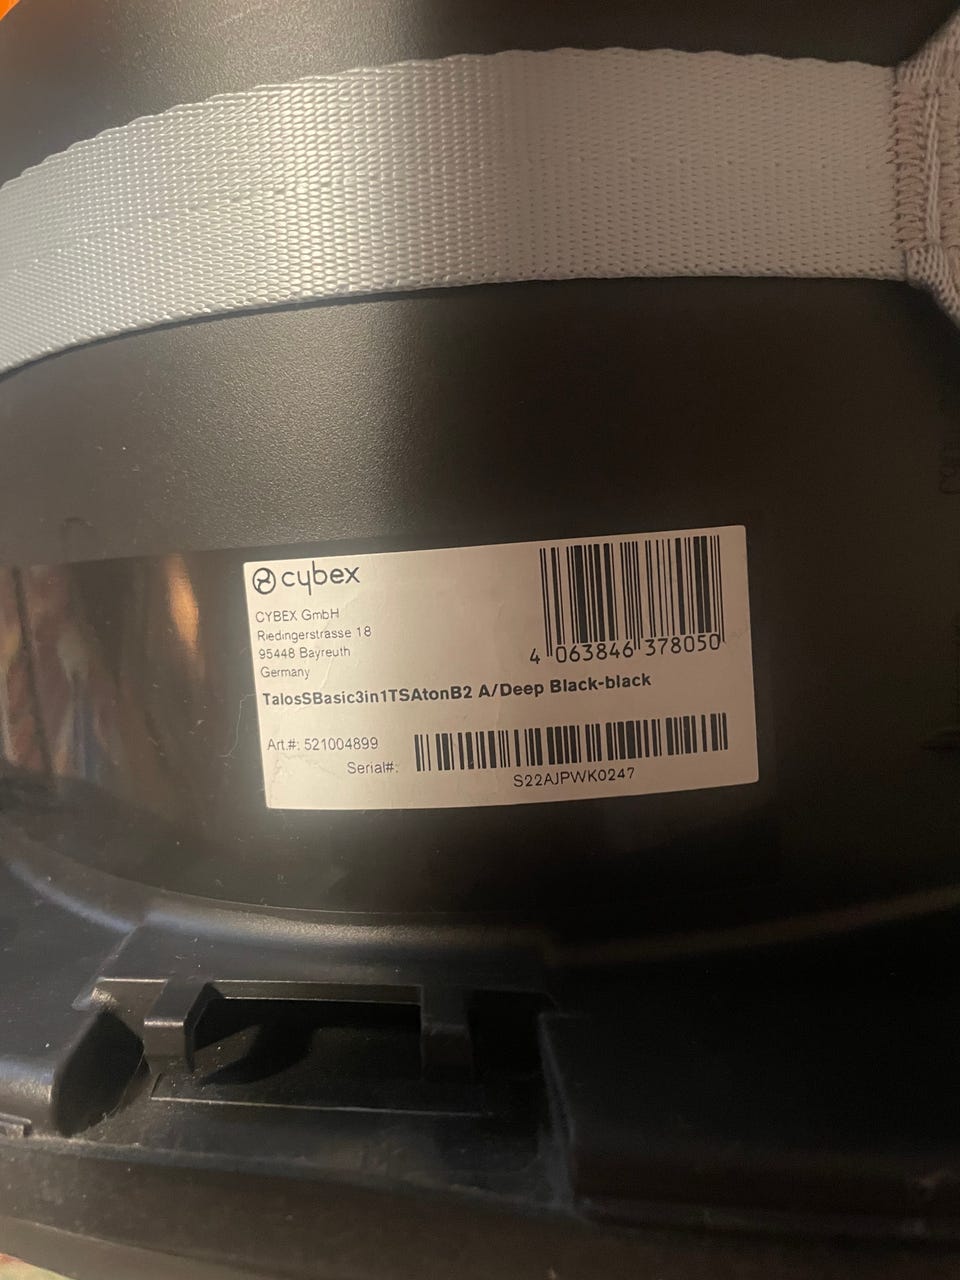 cybex
CYBEX GmbH
Riedingerstrasse 18
95448 Bayreuth
Germany
4 063846 378050
TalosSBasic3in1TSAtonB2 A/Deep Black-black
Art.#: 521004899
Serial#:
S22AJPWK0247